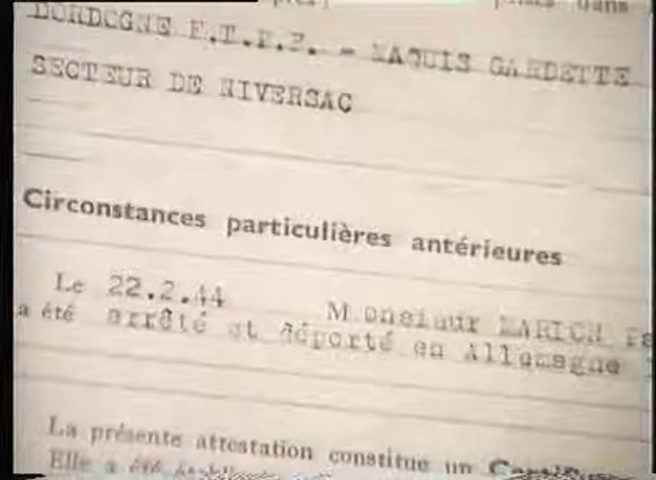 dans
DORDOGNE F.T.P.F. - MAQUIS GARDETTE
SECTEUR DE NIVERSAC
Circonstances particulières antérieures
Le 22.2.44 Monsieur
a été arrêté et déporté en Allemagne
La présente attestation constitue un
Elle a été